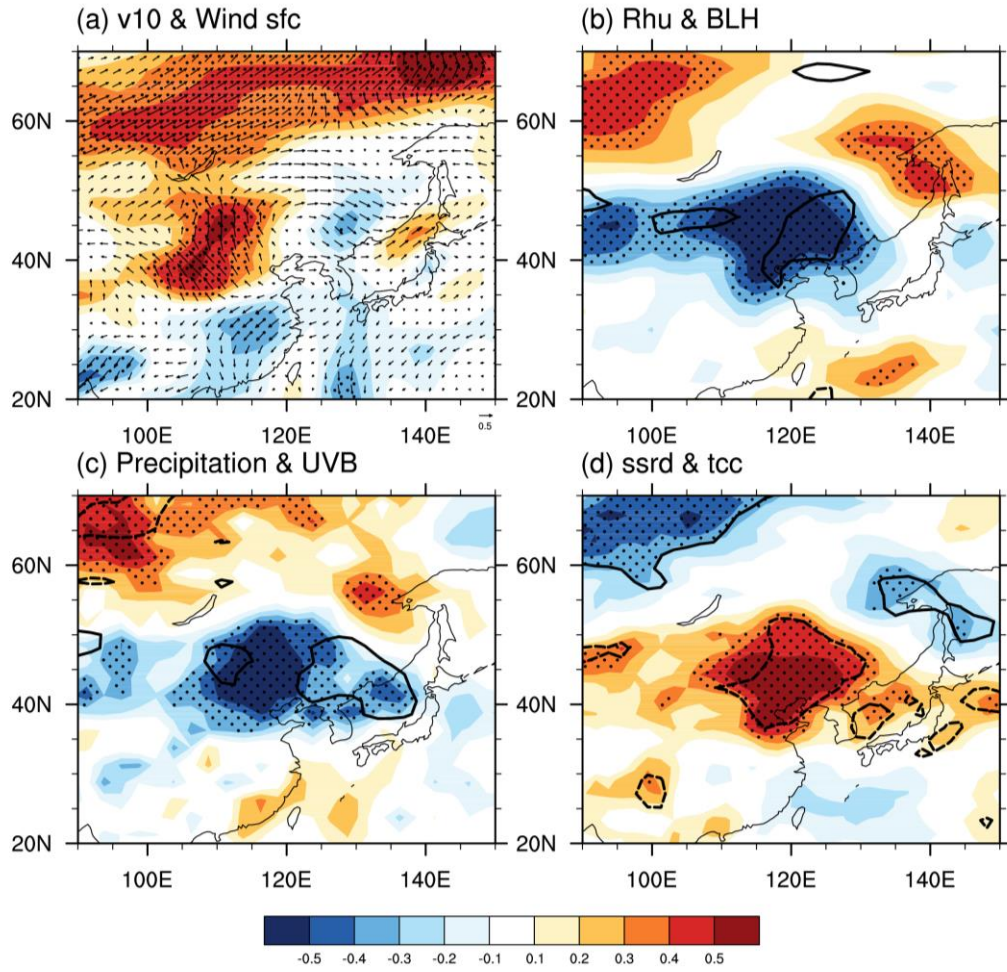 (a) v10 & Wind sfc
(b) Rhu & BLH
60N
40N
20N
100E 120E 140E
0.5
60N
40N
20N
100E 120E 140E
(c) Precipitation & UVB
(d) ssrd & tcc
60N
40N
20N
100E 120E 140E
60N
40N
20N
100E 120E 140E
-0.5 -0.3 -0.2 -0.1 0.1 0.2 0.3 0.4 0.5